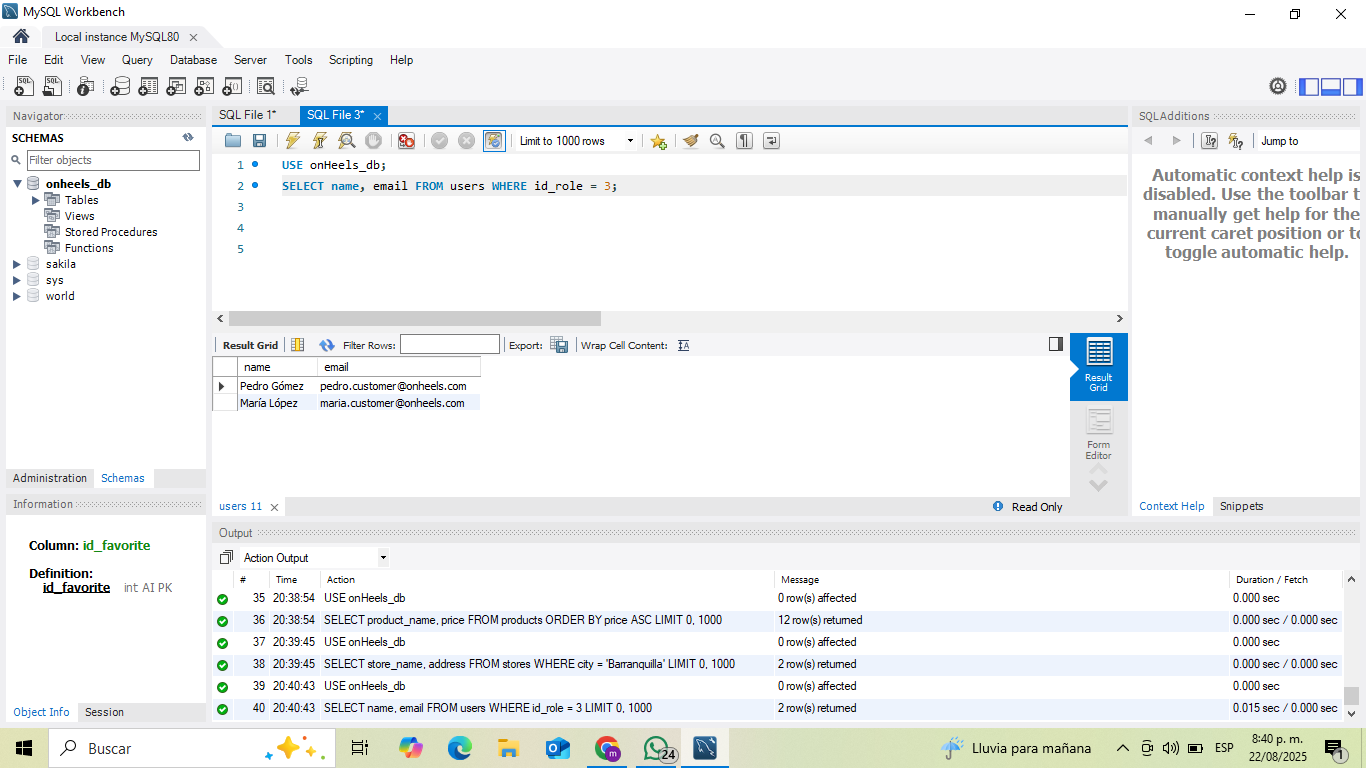 MySQL Workbench
Local instance MySQL80
File Edit View Query Database Server Tools Scripting Help
Navigator
SCHEMAS
Filter objects
onheels_db
Tables
Views
Stored Procedures
Functions
sakila
sys
world
Administration Schemas
Information
Column: id_favorite
Definition:
id_favorite int AI PK
Object Info Session
SQL File 1* SQL File 3*
Limit to 1000 rows
1 USE onHeels_db;
2 SELECT name, email FROM users WHERE id_role = 3;
3
4
5
Result Grid Filter Rows: Export: Wrap Cell Content:
name email
Pedro Gómez pedro.customer@onheels.com
María López maria.customer@onheels.com
Result
Grid
Form
Editor
users 11 Read Only
SQLAdditions
Jump to
Automatic context help is
disabled. Use the toolbar t
manually get help for the
current caret position or to
toggle automatic help.
Context Help Snippets
Output
Action Output
# Time Action Message Duration / Fetch
35 20:38:54 USE onHeels_db 0 row(s) affected 0.000 sec
36 20:38:54 SELECT product_name, price FROM products ORDER BY price ASC LIMIT 0, 1000 12 row(s) returned 0.000 sec / 0.000 sec
37 20:39:45 USE onHeels_db 0 row(s) affected 0.000 sec
38 20:39:45 SELECT store_name, address FROM stores WHERE city = 'Barranquilla' LIMIT 0, 1000 2 row(s) returned 0.000 sec / 0.000 sec
39 20:40:43 USE onHeels_db 0 row(s) affected 0.000 sec
40 20:40:43 SELECT name, email FROM users WHERE id_role = 3 LIMIT 0, 1000 2 row(s) returned 0.015 sec / 0.000 sec
Buscar
24
Lluvia para mañana
ESP
8:40 p. m.
22/08/2025
1